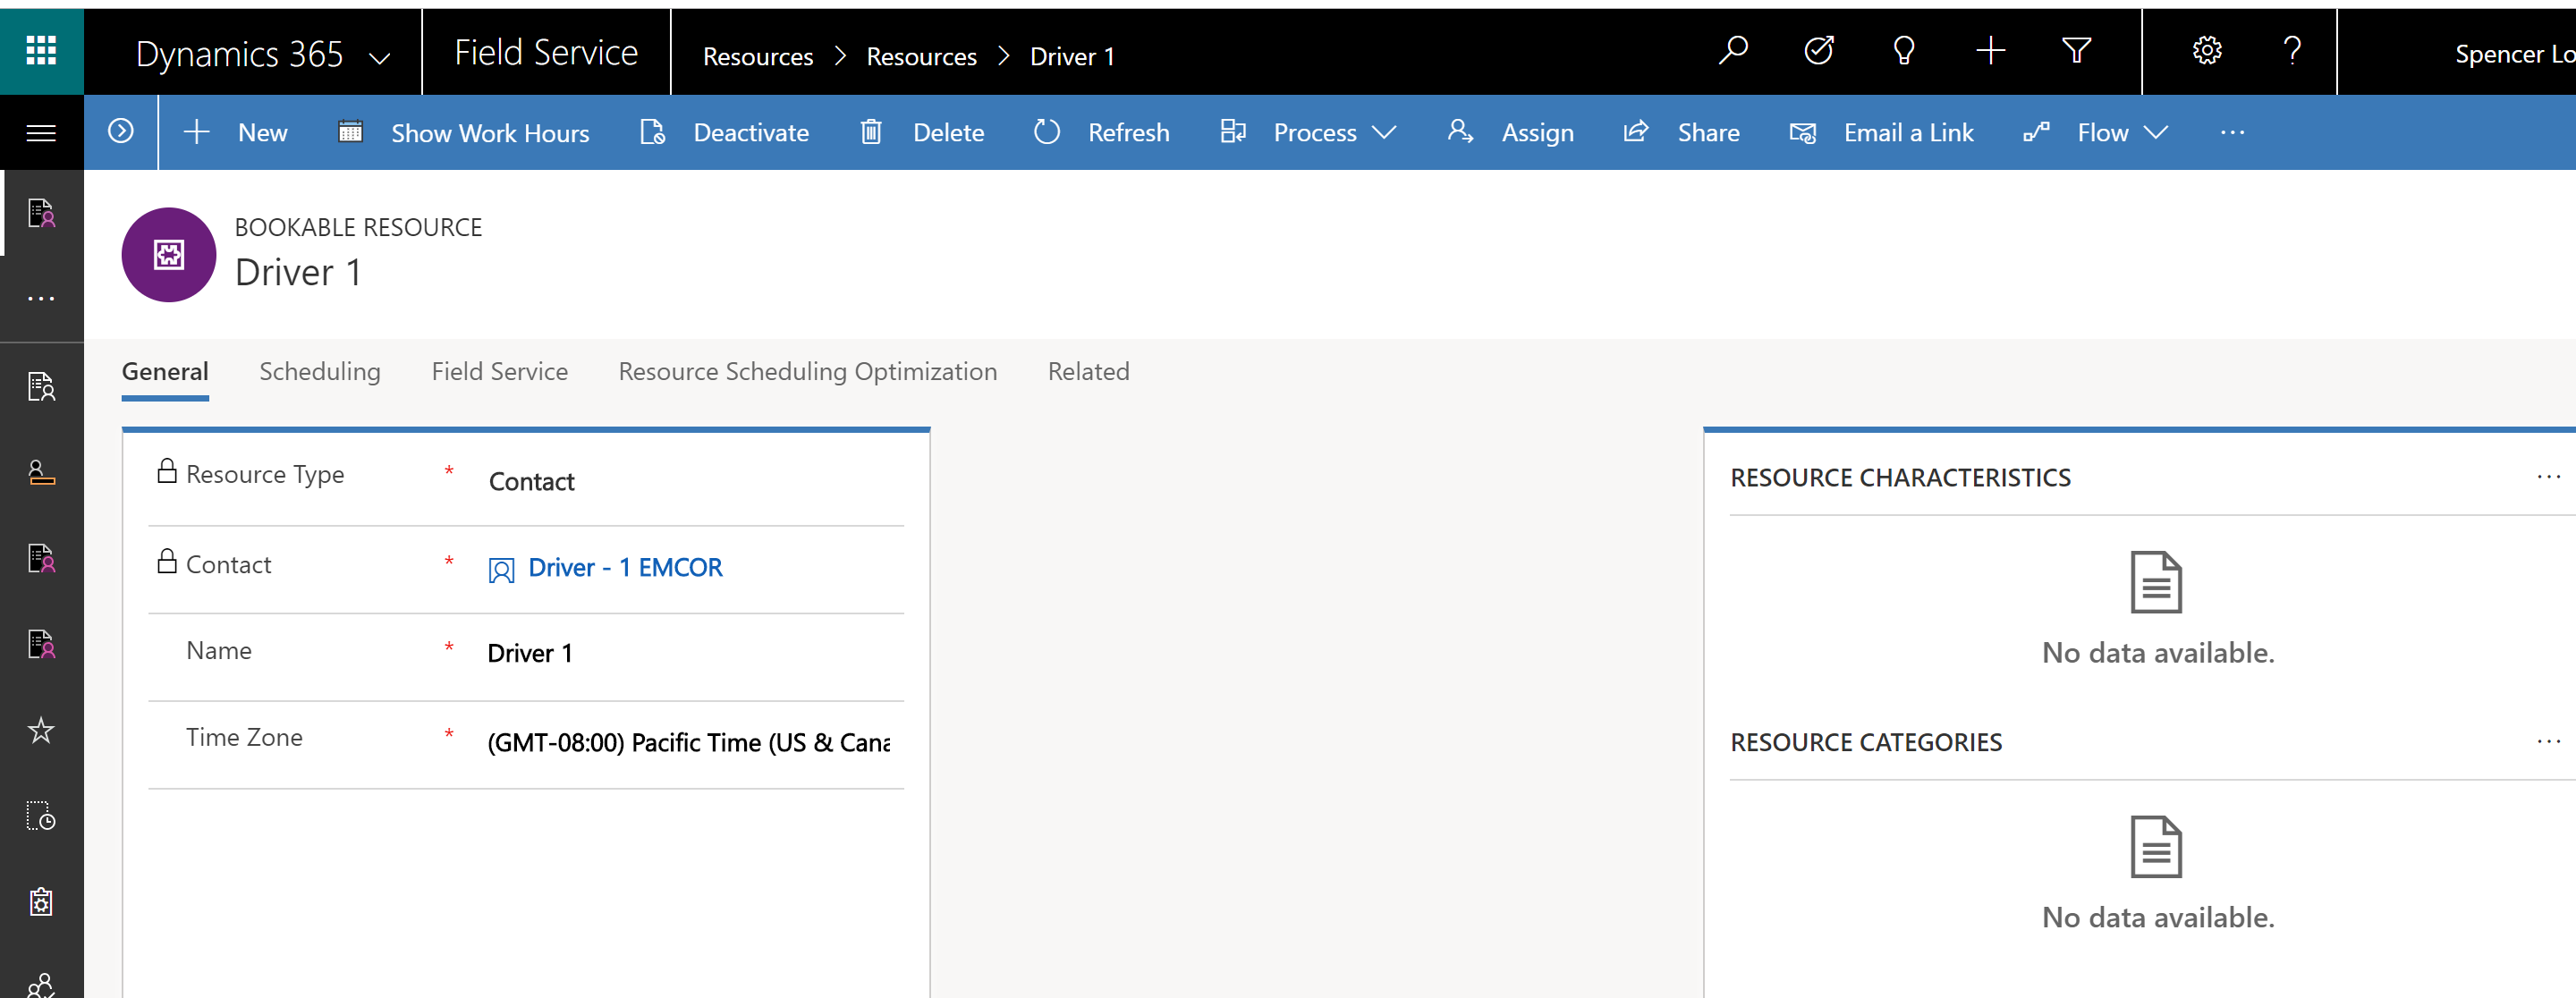 Dynamics 365
Field Service
Resources > Resources > Driver 1
?
Spencer Lo
New
Show Work Hours
Deactivate
Delete
Refresh
Process
Assign
Share
Email a Link
Flow
...
BOOKABLE RESOURCE
Driver 1
...
General
Scheduling
Field Service
Resource Scheduling Optimization
Related
Resource Type * Contact
Contact * Driver - 1 EMCOR
Name * Driver 1
Time Zone * (GMT-08:00) Pacific Time (US & Cana
RESOURCE CHARACTERISTICS ...
No data available.
RESOURCE CATEGORIES ...
No data available.